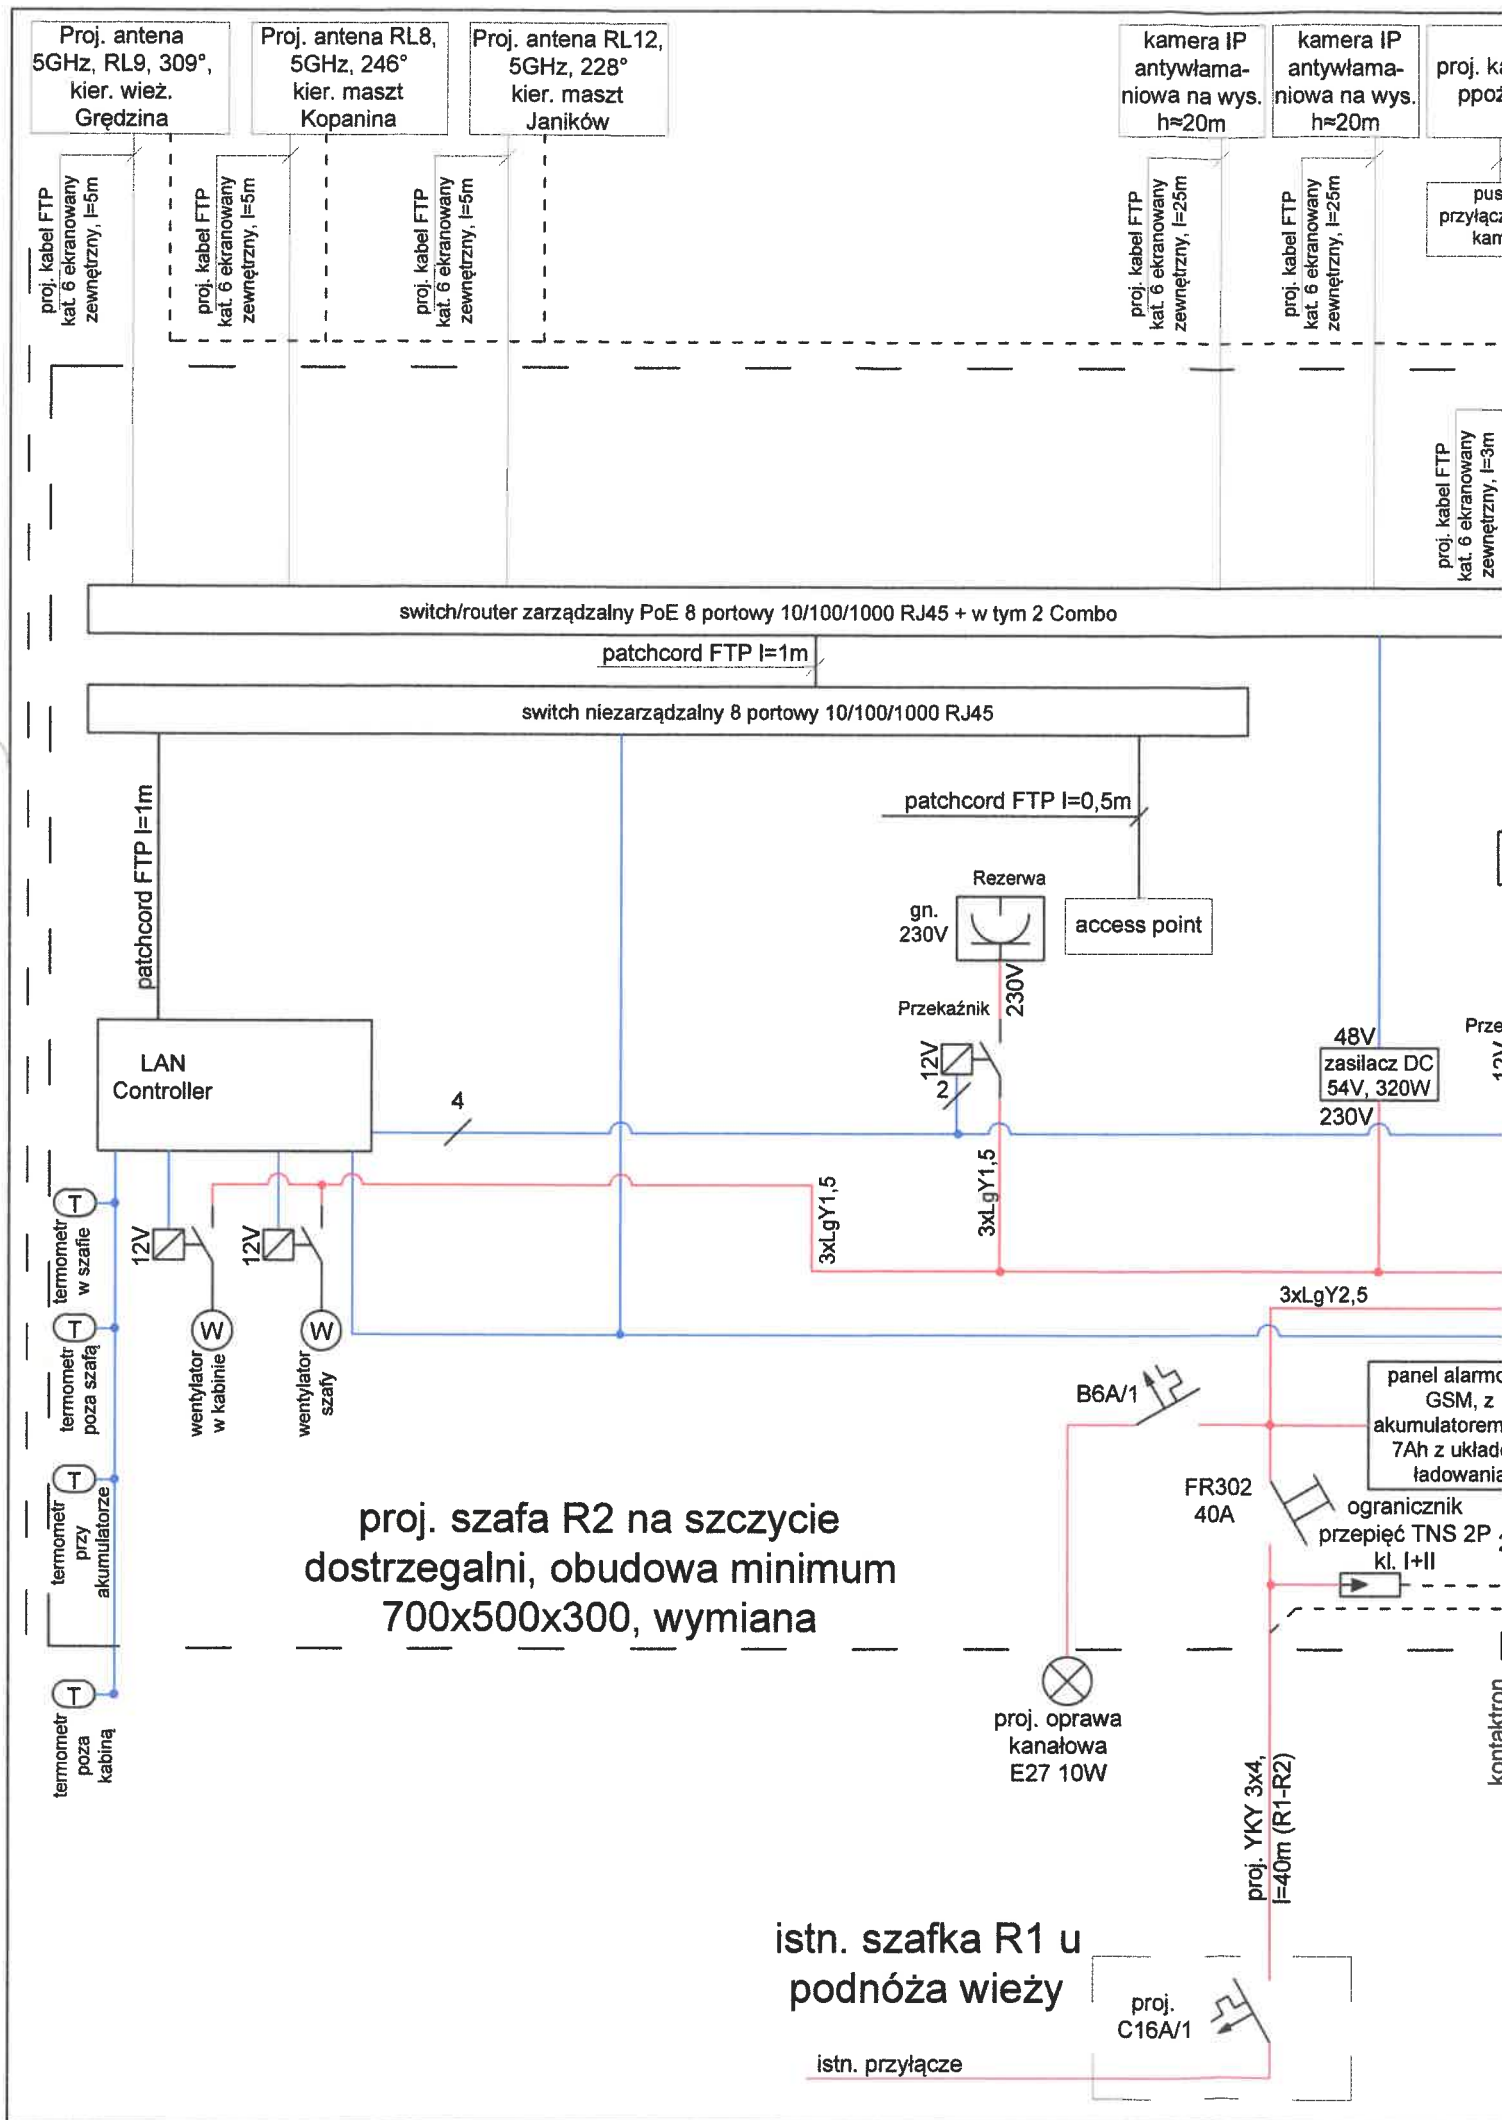 Proj. antena
5GHz, RL9, 309°,
kier. wież.
Grędzina
Proj. antena RL8,
5GHz, 246°
kier. maszt
Kopanina
Proj. antena RL12,
5GHz, 228°
kier. maszt
Janików
kamera IP
antywłama-
niowa na wys.
h≈20m
kamera IP
antywłama-
niowa na wys.
h≈20m
proj. ka
ppoż
proj. kabel FTP
kat. 6 ekranowany
zewnętrzny, l=5m
proj. kabel FTP
kat. 6 ekranowany
zewnętrzny, l=5m
proj. kabel FTP
kat. 6 ekranowany
zewnętrzny, l=5m
proj. kabel FTP
kat. 6 ekranowany
zewnętrzny, l=25m
proj. kabel FTP
kat. 6 ekranowany
zewnętrzny, l=25m
pus
przyłącz
kam
proj. kabel FTP
kat. 6 ekranowany
zewnętrzny, l=3m
switch/router zarządzalny PoE 8 portowy 10/100/1000 RJ45 + w tym 2 Combo
patchcord FTP l=1m
switch niezarządzalny 8 portowy 10/100/1000 RJ45
patchcord FTP l=1m
patchcord FTP l=0,5m
Rezerwa
gn.
230V
access point
230V
Przekaźnik
12V
2
LAN
Controller
4
48V
zasilacz DC
54V, 320W
230V
Prze
12V
3xLgY1,5
3xLgY1,5
3xLgY2,5
T
termometr
w szafie
12V
12V
T
termometr
poza szafą
W
wentylator
w kabinie
W
wentylator
szafy
T
termometr
przy
akumulatorze
B6A/1
panel alarmo
GSM, z
akumulatorem
7Ah z układe
ładowania
FR302
40A
ogranicznik
przepięć TNS 2P
kl. I+II
proj. szafa R2 na szczycie
dostrzegalni, obudowa minimum
700x500x300, wymiana
T
termometr
poza
kabiną
proj. oprawa
kanałowa
E27 10W
kontaktron
proj. YKY 3x4,
l=40m (R1-R2)
istn. szafka R1 u
podnóża wieży
proj.
C16A/1
istn. przyłącze